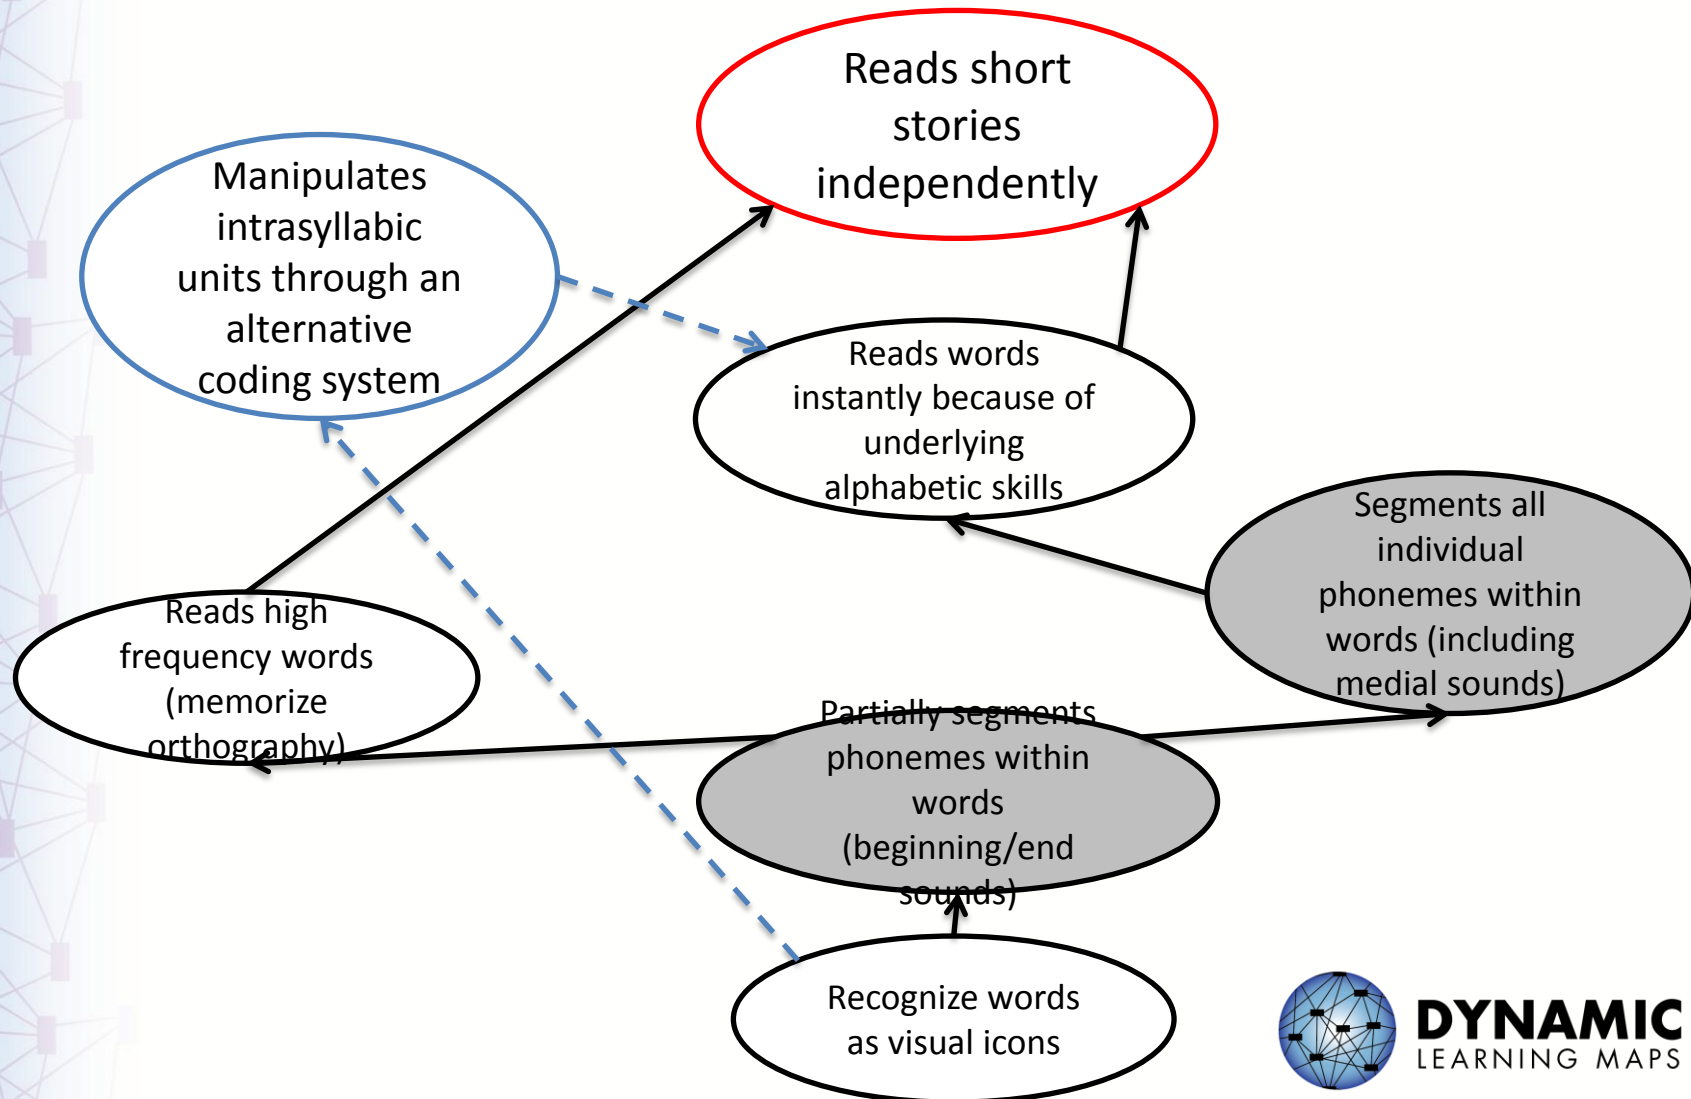 Reads short
stories
independently
Manipulates
intrasyllabic
units through an
alternative
coding system
Reads words
instantly because of
underlying
alphabetic skills
Segments all
individual
phonemes within
words (including
medial sounds)
Reads high
frequency words
(memorize
orthography)
Partially segments
phonemes within
words
(beginning/end
sounds)
Recognize words
as visual icons
DYNAMIC
LEARNING MAPS